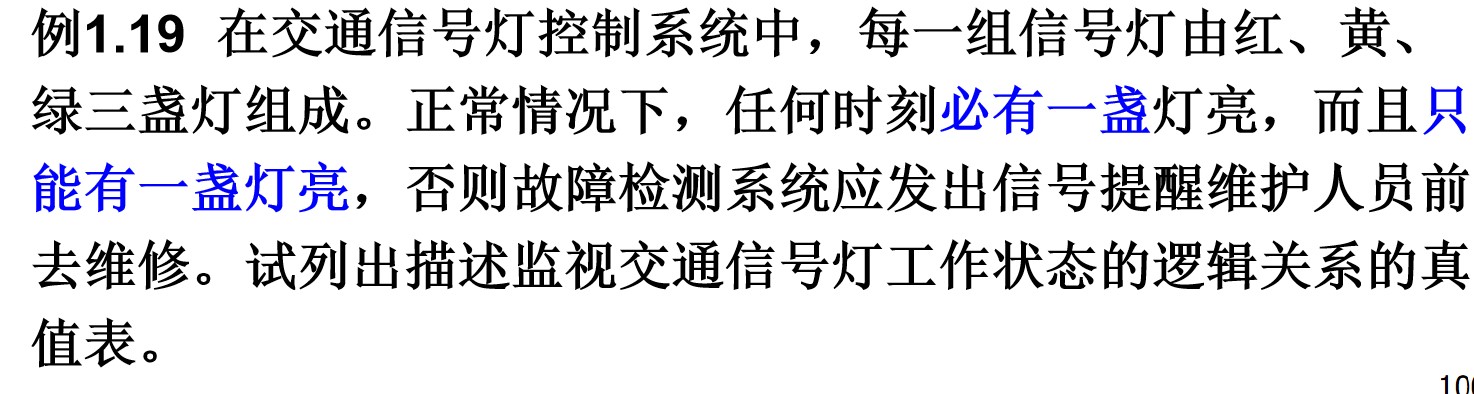 例1.19 在交通信号灯控制系统中，每一组信号灯由红、黄、
绿三盏灯组成。正常情况下，任何时刻必有一盏灯亮，而且只
能有一盏灯亮，否则故障检测系统应发出信号提醒维护人员前
去维修。试列出描述监视交通信号灯工作状态的逻辑关系的真
值表。